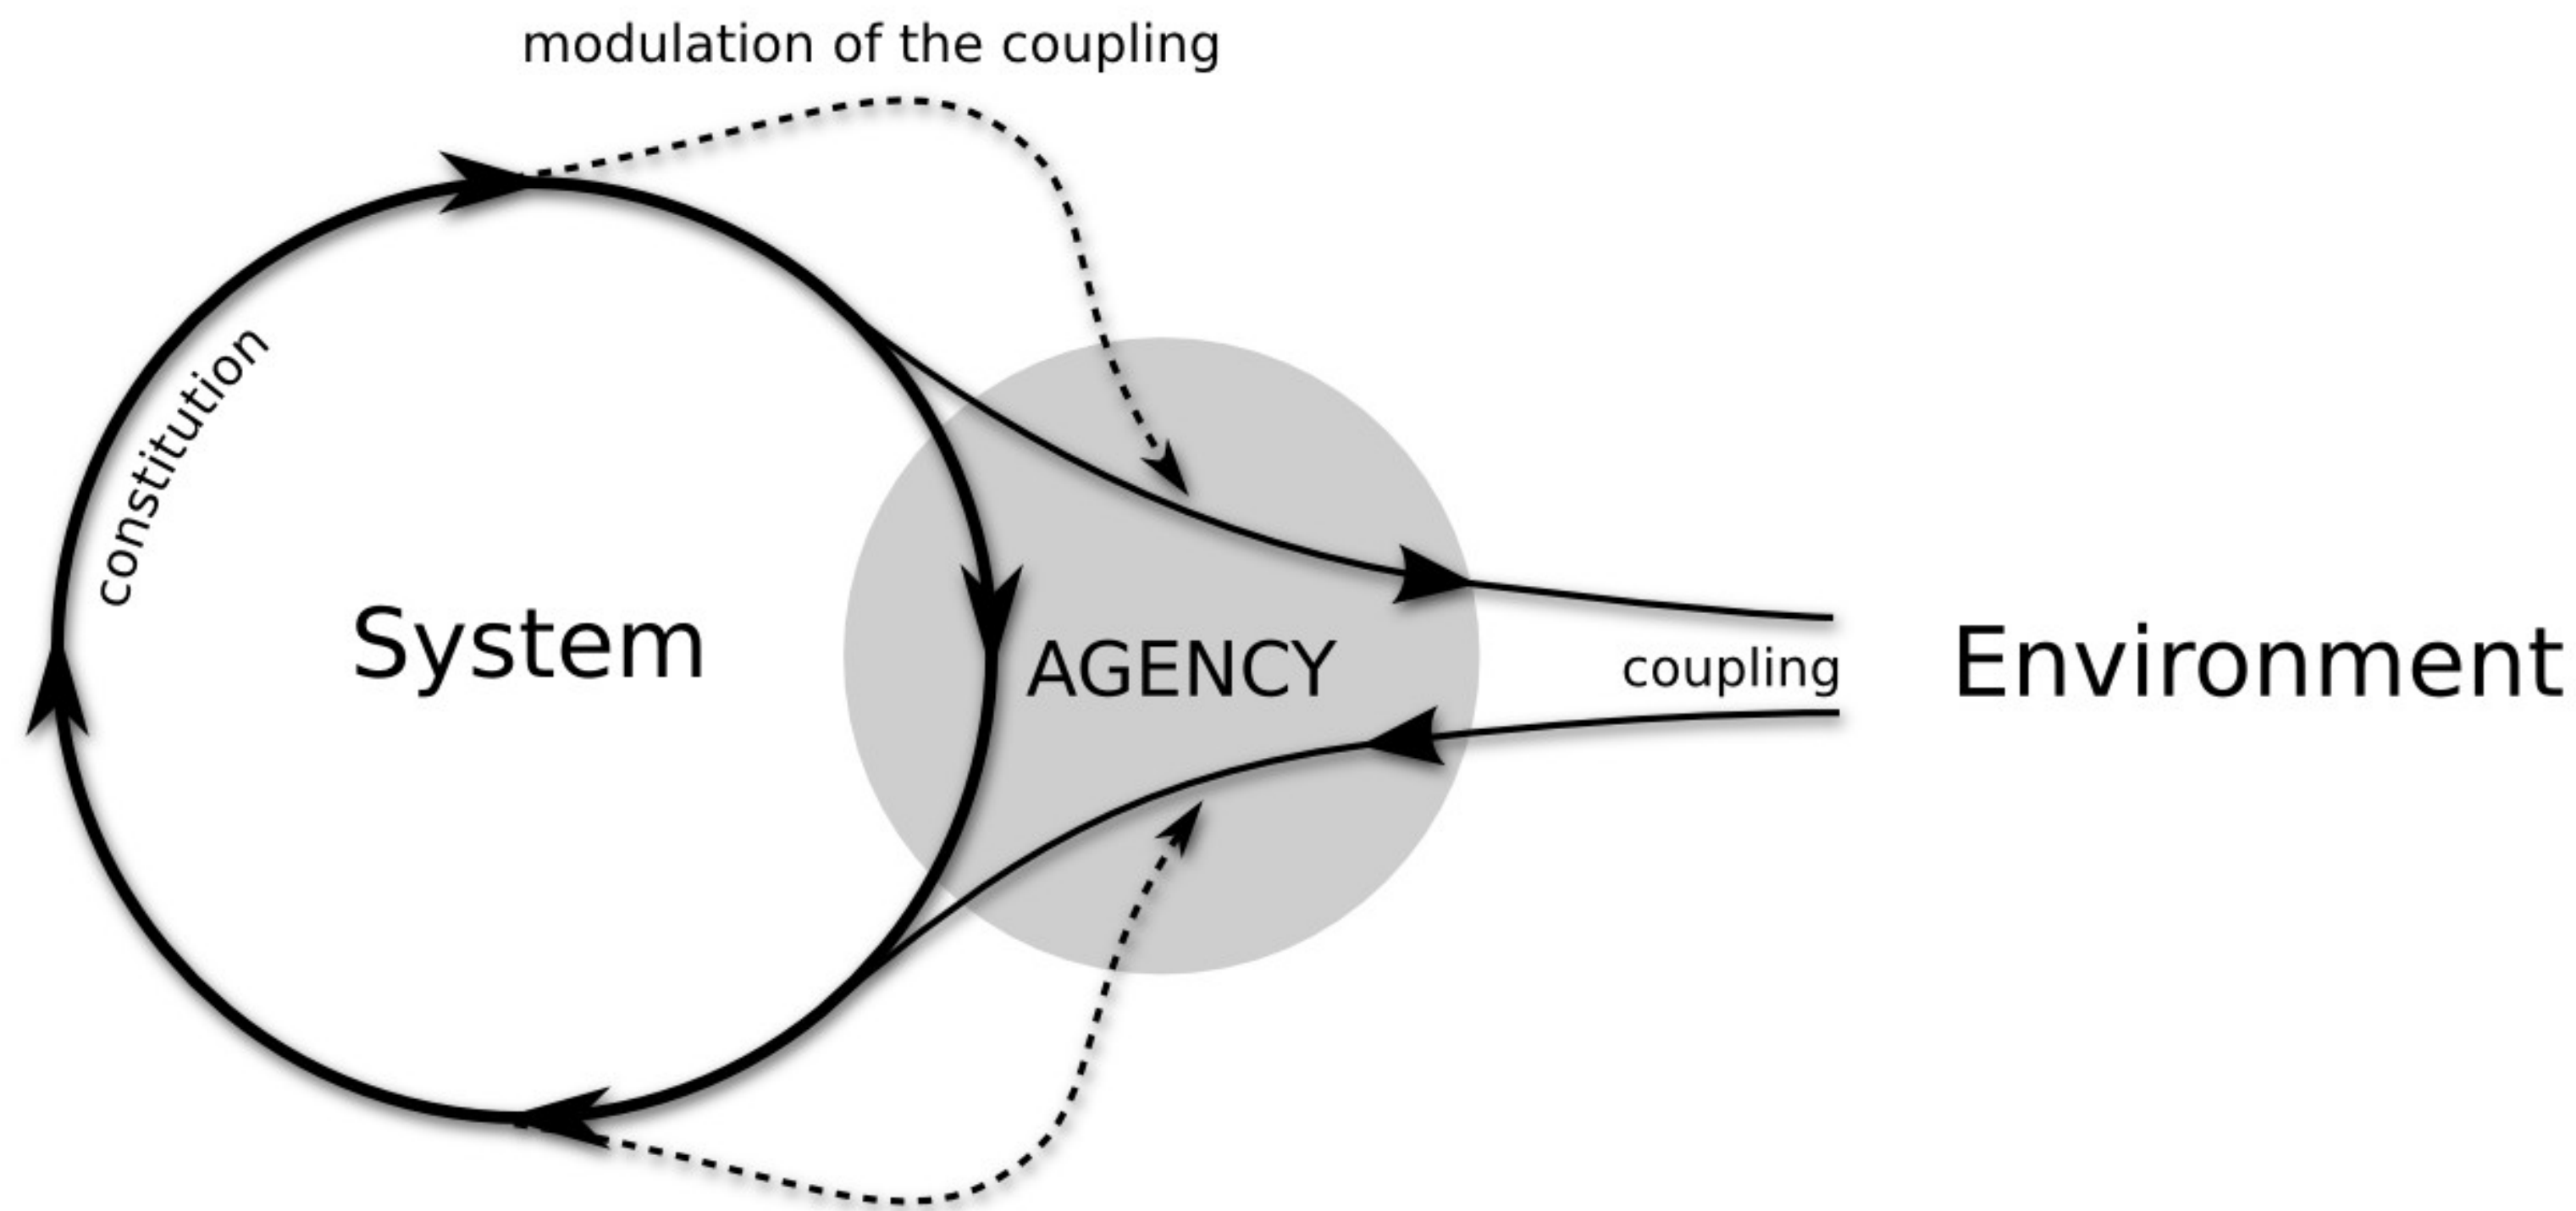 modulation of the coupling
constitution
System
AGENCY
coupling
Environment